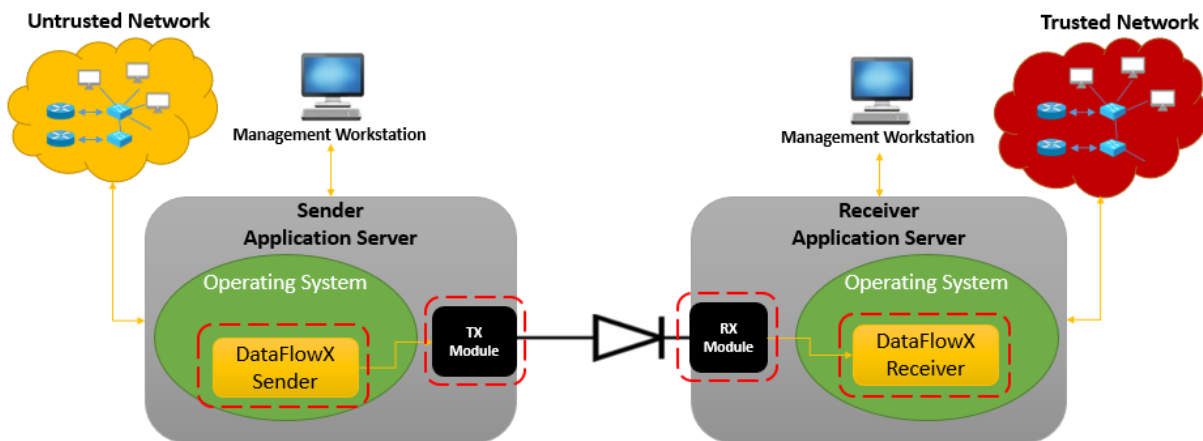 Untrusted Network
Trusted Network
Management Workstation
Management Workstation
Sender
Application Server
Receiver
Application Server
Operating System
Operating System
TX
Module
RX
Module
DataFlowX
Sender
DataFlowX
Receiver